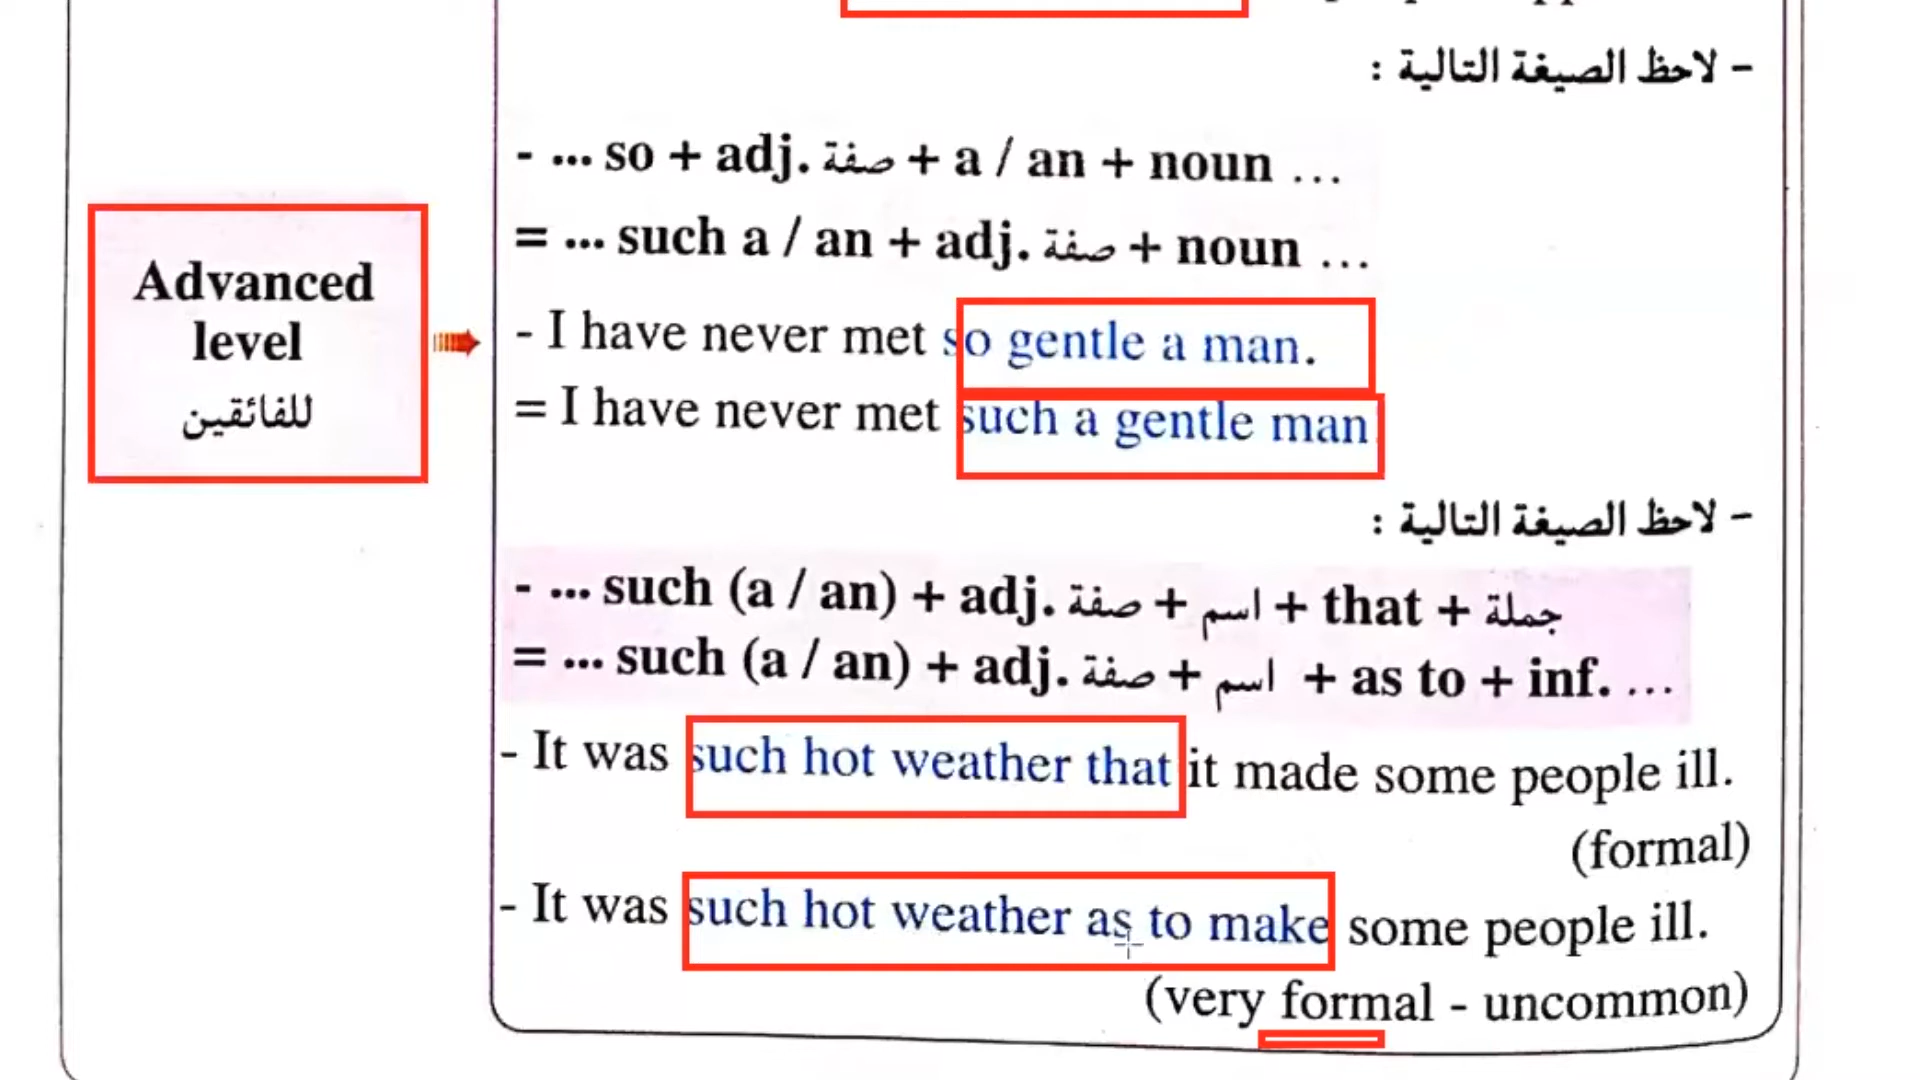 - لاحظ الصيغة التالية :
- ... so + adj. صفة + a / an + noun ...
= ... such a / an + adj. صفة + noun ...
Advanced
level
للفائقين
- I have never met so gentle a man.
= I have never met such a gentle man
- لاحظ الصيغة التالية :
- ... such (a / an) + adj. صفة + اسم + that + جملة
= ... such (a / an) + adj. صفة + اسم + as to + inf. ...
- It was such hot weather that it made some people ill.
(formal)
- It was such hot weather as to make some people ill.
(very formal - uncommon)